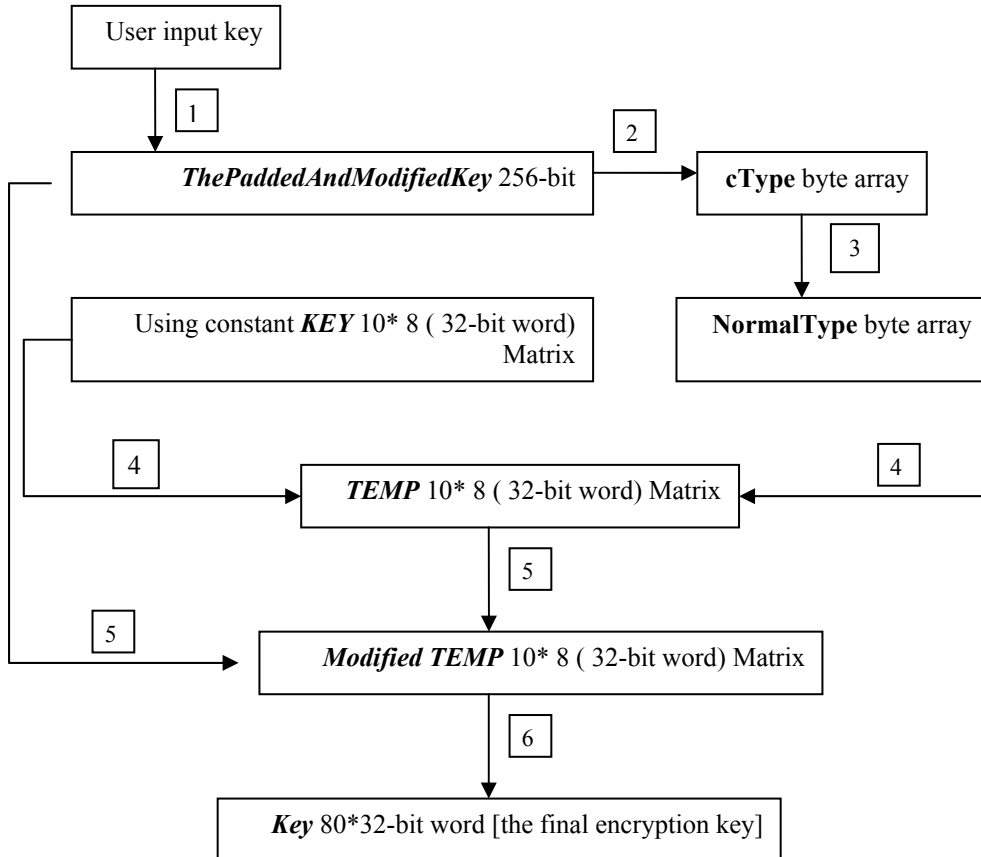 User input key
1
2
ThePaddedAndModifiedKey 256-bit
cType byte array
3
Using constant KEY 10* 8 ( 32-bit word)
Matrix
NormalType byte array
4
4
TEMP 10* 8 ( 32-bit word) Matrix
5
5
Modified TEMP 10* 8 ( 32-bit word) Matrix
6
Key 80*32-bit word [the final encryption key]